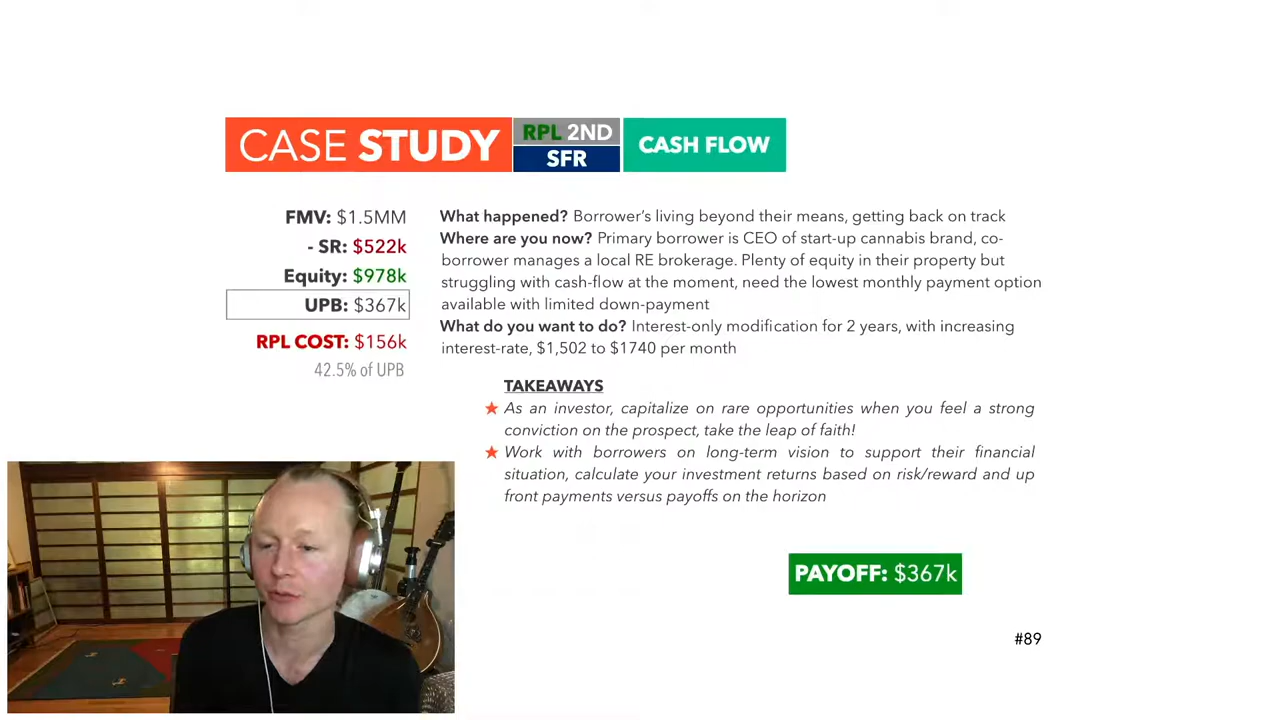 CASE STUDY
RPL 2ND
SFR
CASH FLOW
FMV: $1.5MM
- SR: $522k
Equity: $978k
UPB: $367k
RPL COST: $156k
42.5% of UPB
What happened? Borrower's living beyond their means, getting back on track
Where are you now? Primary borrower is CEO of start-up cannabis brand, co-
borrower manages a local RE brokerage. Plenty of equity in their property but
struggling with cash-flow at the moment, need the lowest monthly payment option
available with limited down-payment
What do you want to do? Interest-only modification for 2 years, with increasing
interest-rate, $1,502 to $1740 per month
TAKEAWAYS
★ As an investor, capitalize on rare opportunities when you feel a strong
conviction on the prospect, take the leap of faith!
★ Work with borrowers on long-term vision to support their financial
situation, calculate your investment returns based on risk/reward and up
front payments versus payoffs on the horizon
PAYOFF: $367k
#89